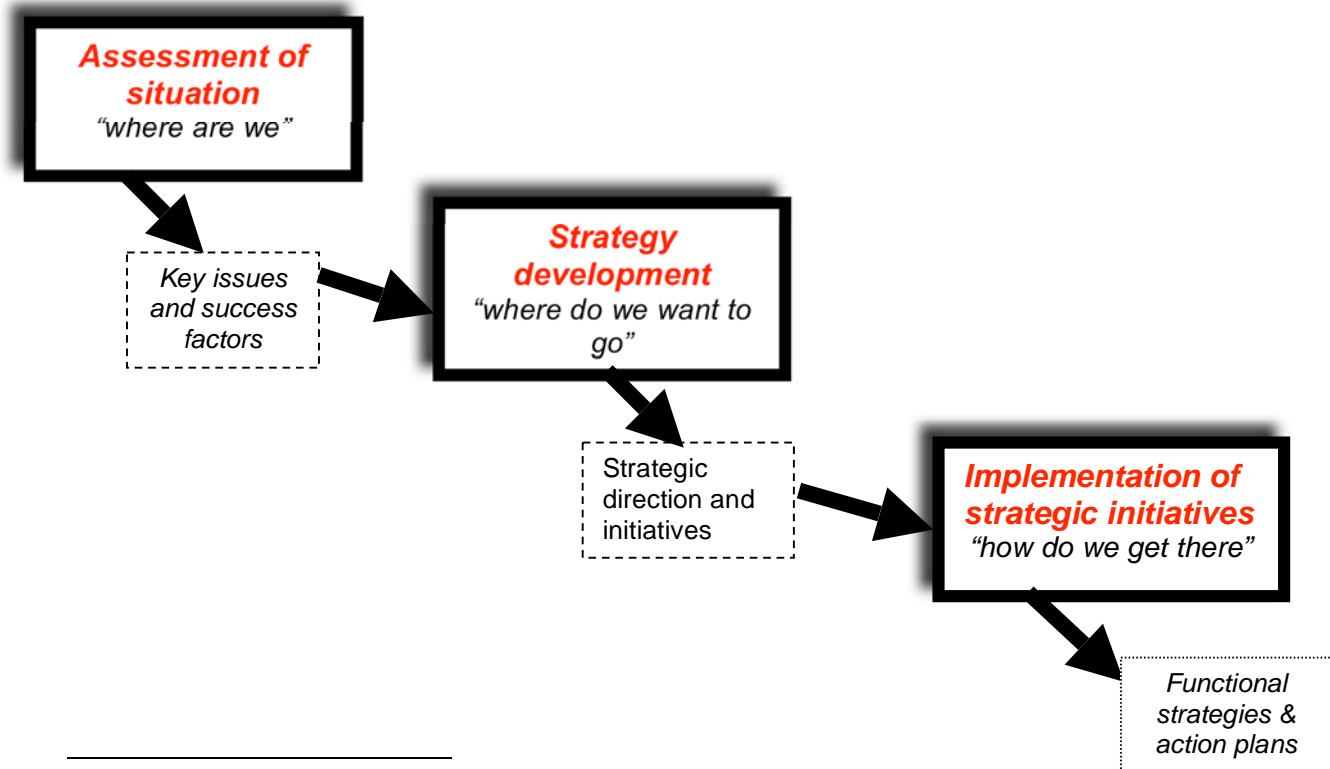 Assessment of
situation
“where are we”
Key issues
and success
factors
Strategy
development
“where do we want to
go”
Strategic
direction and
initiatives
Implementation of
strategic initiatives
“how do we get there”
Functional
strategies &
action plans